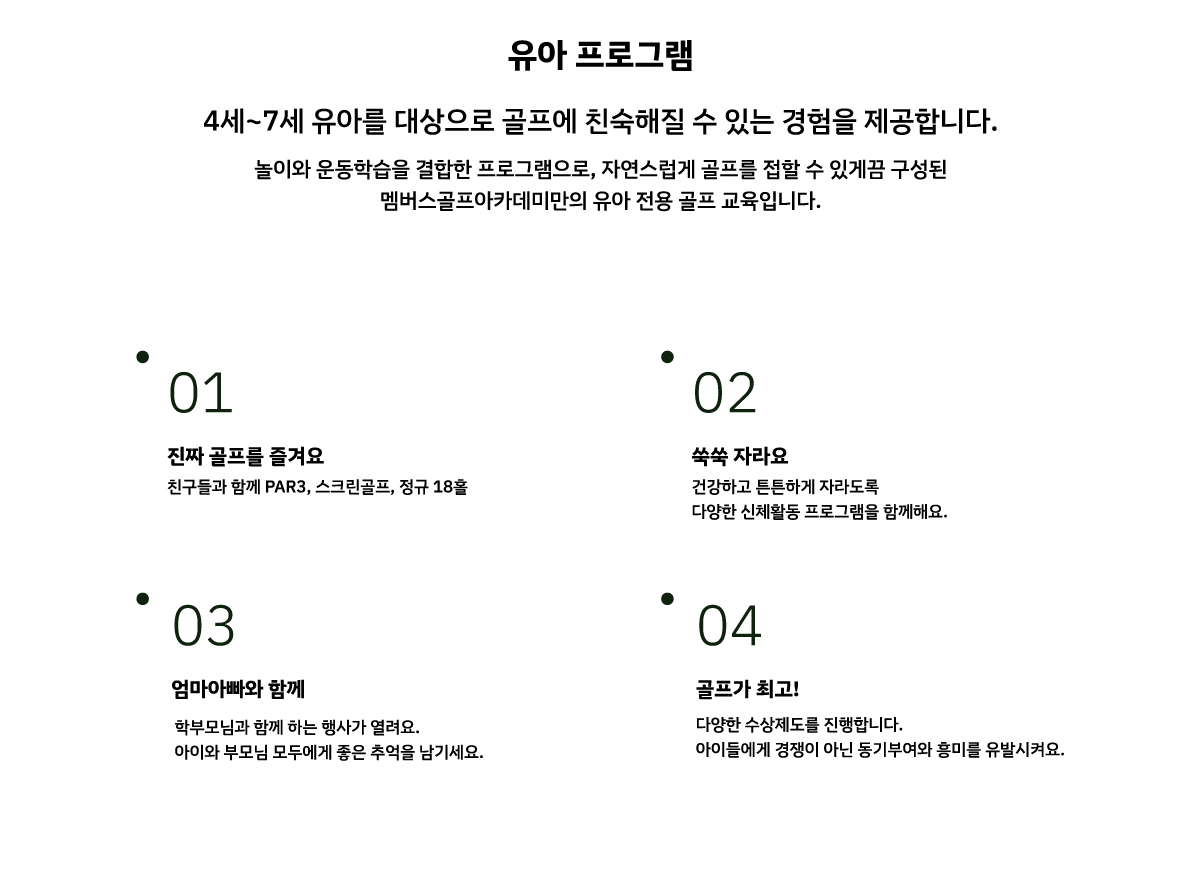 유아 프로그램
4세~7세 유아를 대상으로 골프에 친숙해질 수 있는 경험을 제공합니다.
놀이와 운동학습을 결합한 프로그램으로, 자연스럽게 골프를 접할 수 있게끔 구성된
멤버스골프아카데미만의 유아 전용 골프 교육입니다.
01
진짜 골프를 즐겨요
친구들과 함께 PAR3, 스크린골프, 정규 18홀
02
쑥쑥 자라요
건강하고 튼튼하게 자라도록
다양한 신체활동 프로그램을 함께해요.
03
엄마아빠와 함께
학부모님과 함께 하는 행사가 열려요.
아이와 부모님 모두에게 좋은 추억을 남기세요.
04
골프가 최고!
다양한 수상제도를 진행합니다.
아이들에게 경쟁이 아닌 동기부여와 흥미를 유발시켜요.